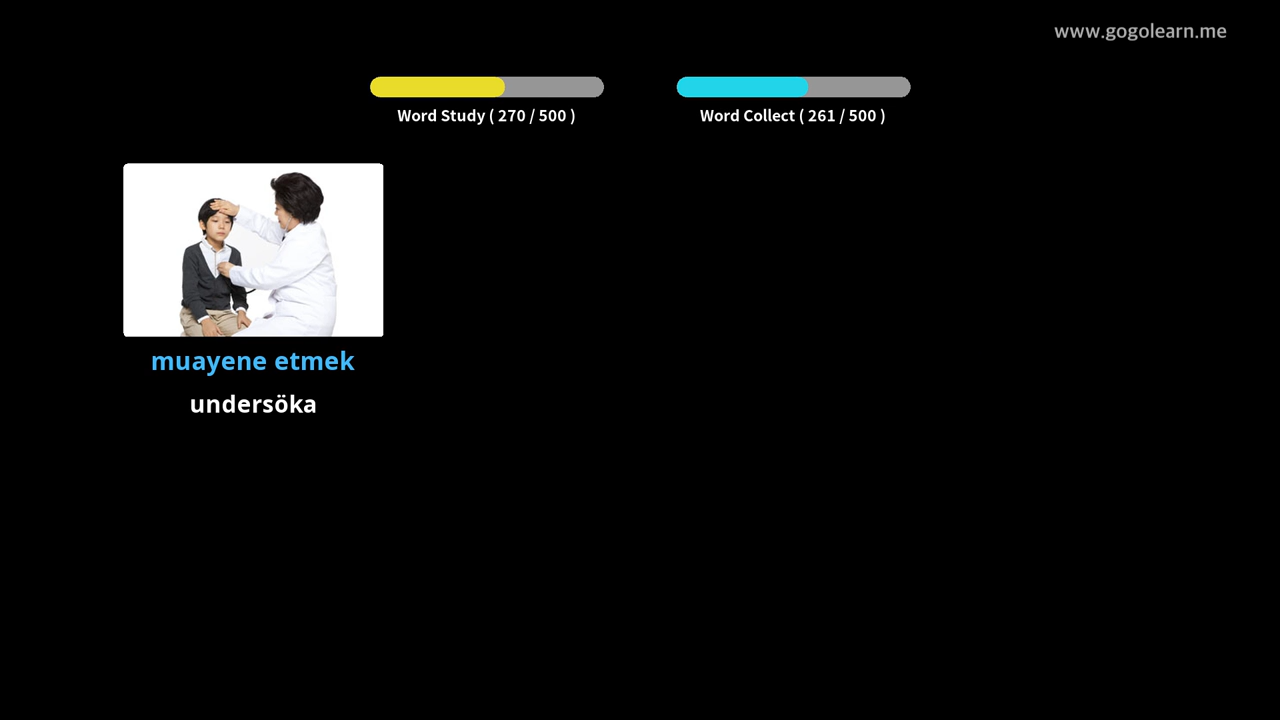 www.gogolearn.me
Word Study ( 270 / 500 )
Word Collect ( 261 / 500 )
muayene etmek
undersöka